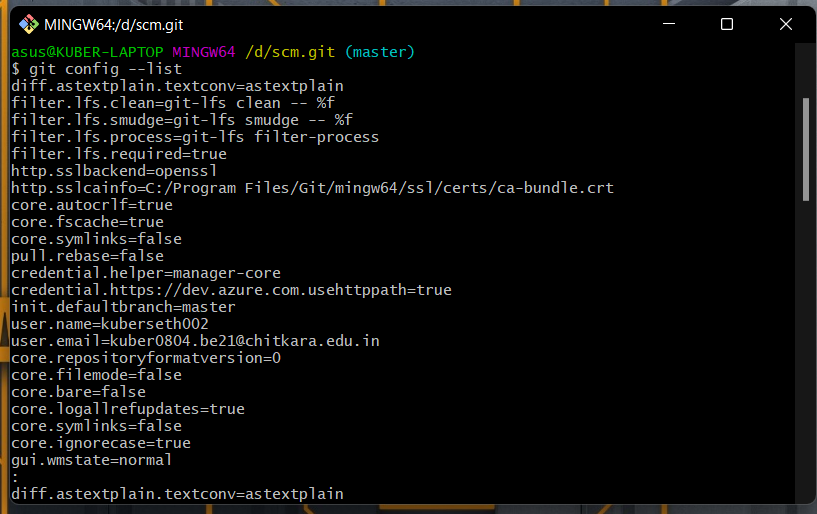 MINGW64:/d/scm.git
asus@KUBER-LAPTOP MINGW64 /d/scm.git (master)
$ git config --list
diff.astextplain.textconv=astextplain
filter.lfs.clean=git-lfs clean -- %f
filter.lfs.smudge=git-lfs smudge -- %f
filter.lfs.process=git-lfs filter-process
filter.lfs.required=true
http.sslbackend=openssl
http.sslcainfo=C:/Program Files/Git/mingw64/ssl/certs/ca-bundle.crt
core.autocrlf=true
core.fscache=true
core.symlinks=false
pull.rebase=false
credential.helper=manager-core
credential.https://dev.azure.com.usehttppath=true
init.defaultbranch=master
user.name=kuberseth002
user.email=kuber0804.be21@chitkara.edu.in
core.repositoryformatversion=0
core.filemode=false
core.bare=false
core.logallrefupdates=true
core.symlinks=false
core.ignorecase=true
gui.wmstate=normal
:
diff.astextplain.textconv=astextplain